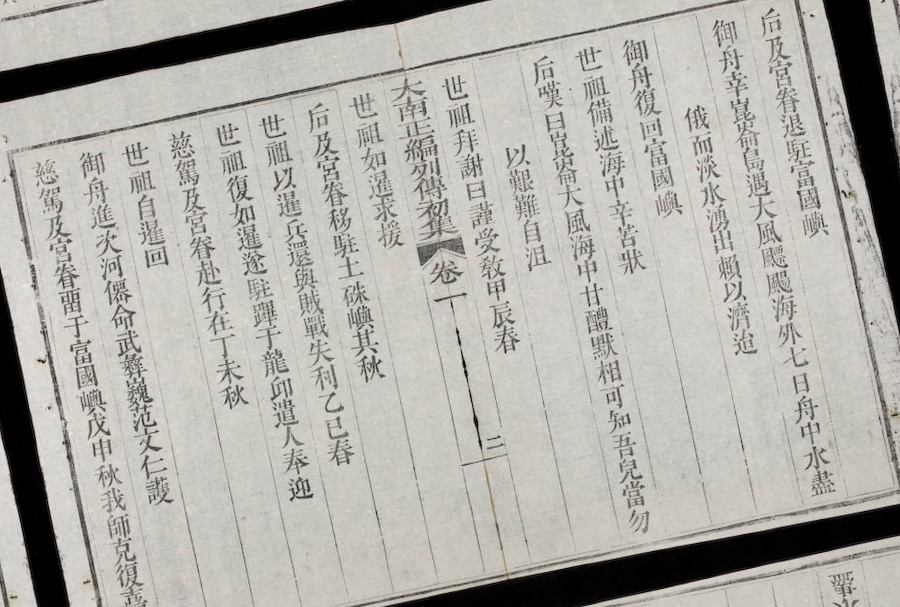 后及宮眷退駐富國嶼
御舟幸崑崙島遇大風飃颺海外七日舟中水盡
俄而淡水湧出賴以濟迨
御舟復回富國嶼
世祖備述海中辛苦狀
后嘆曰崑崙大風海中甘醴默相可知吾兒當勿
以艱難自沮
世祖拜謝曰謹受教甲辰春
大南正編列傳初集 卷一 二
世祖如暹求援
后及宮眷移駐土硃嶼其秋
世祖以暹兵還與賊戰失利乙巳春
世祖復如暹遂駐蹕于龍邱遣人奉迎
慈駕及宮眷赴行在丁未秋
世祖自暹回
御舟進次河僊命武彝巍范文仁護
慈駕及宮眷畱于富國嶼戊申秋我師克復